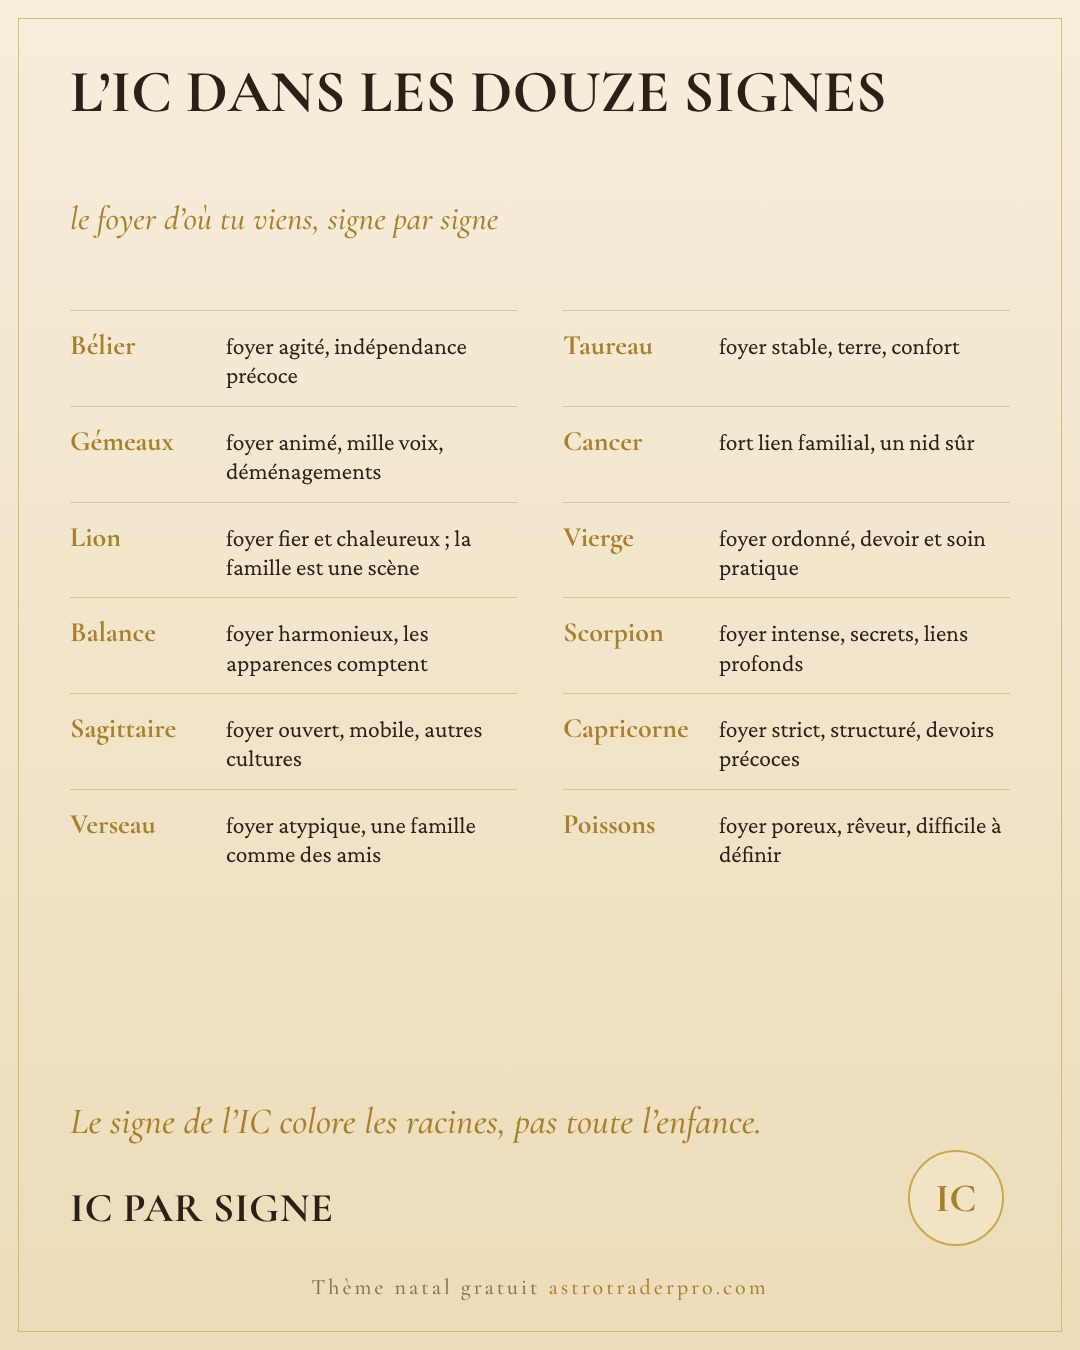 L’IC DANS LES DOUZE SIGNES
le foyer d’où tu viens, signe par signe
Bélier foyer agité, indépendance
précoce
Taureau foyer stable, terre, confort
Gémeaux foyer animé, mille voix,
déménagements
Cancer fort lien familial, un nid sûr
Lion foyer fier et chaleureux ; la
famille est une scène
Vierge foyer ordonné, devoir et soin
pratique
Balance foyer harmonieux, les
apparences comptent
Scorpion foyer intense, secrets, liens
profonds
Sagittaire foyer ouvert, mobile, autres
cultures
Capricorne foyer strict, structuré, devoirs
précoces
Verseau foyer atypique, une famille
comme des amis
Poissons foyer poreux, rêveur, difficile à
définir
Le signe de l’IC colore les racines, pas toute l’enfance.
IC PAR SIGNE
IC
Thème natal gratuit astrotraderpro.com